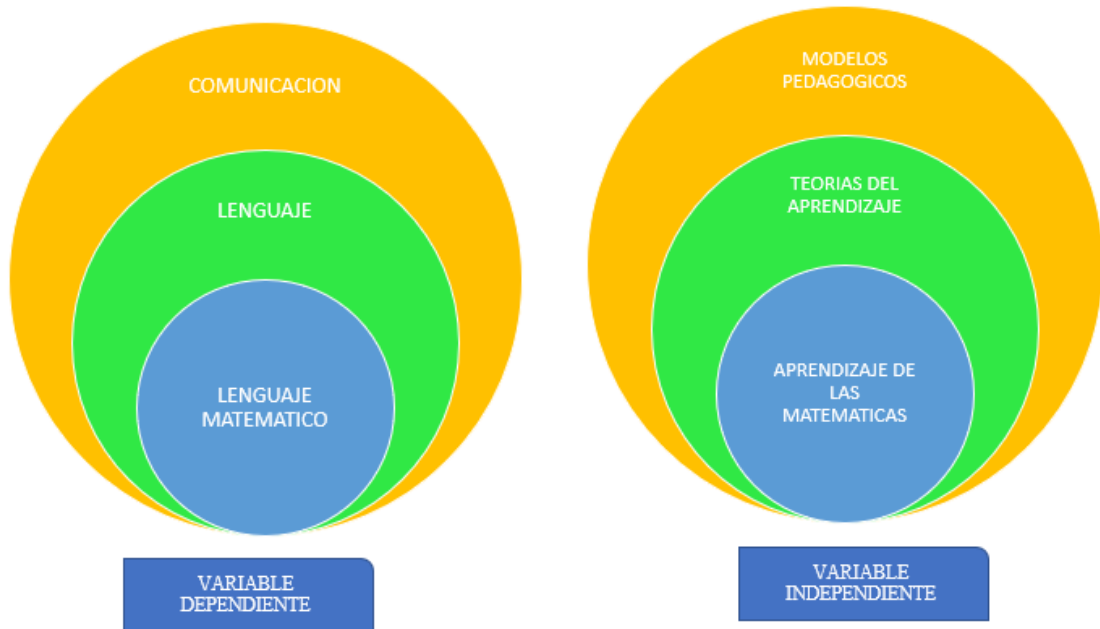 COMUNICACION
LENGUAJE
LENGUAJE
MATEMATICO
VARIABLE
DEPENDIENTE
MODELOS
PEDAGOGICOS
TEORIAS DEL
APRENDIZAJE
APRENDIZAJE DE
LAS
MATEMATICAS
VARIABLE
INDEPENDIENTE